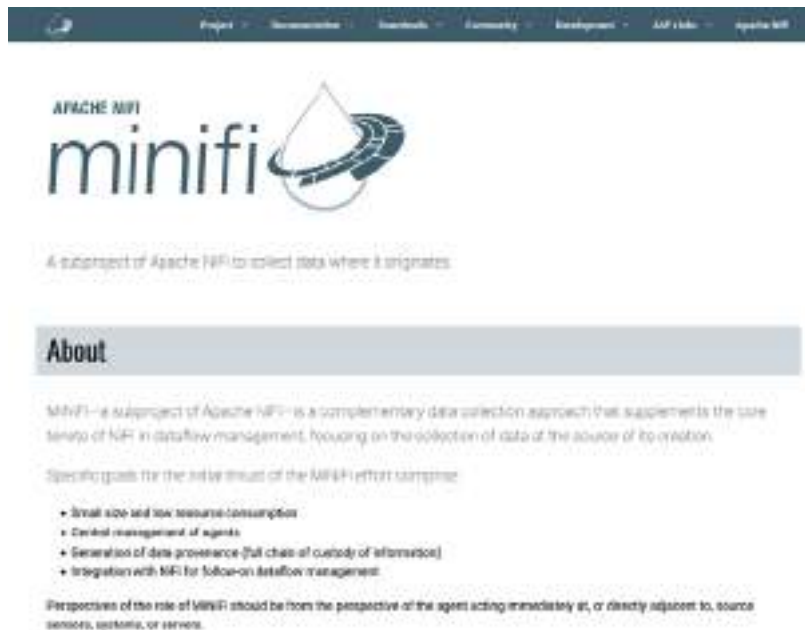 Project Documentation Downloads Community Development ASF Links Apache NiFi
APACHE NIFI
minifi
A subproject of Apache NiFi to collect data where it originates.
About
MiNiFi—a subproject of Apache NiFi—is a complementary data collection approach that supplements the core
tenets of NiFi in dataflow management, focusing on the collection of data at the source of its creation.
Specific goals for the initial thrust of the MiNiFi effort comprise:
• Small size and low resource consumption
• Central management of agents
• Generation of data provenance (full chain of custody of information)
• Integration with NiFi for follow-on dataflow management
Perspectives of the role of MiNiFi should be from the perspective of the agent acting immediately at, or directly adjacent to, source
sensors, systems, or servers.